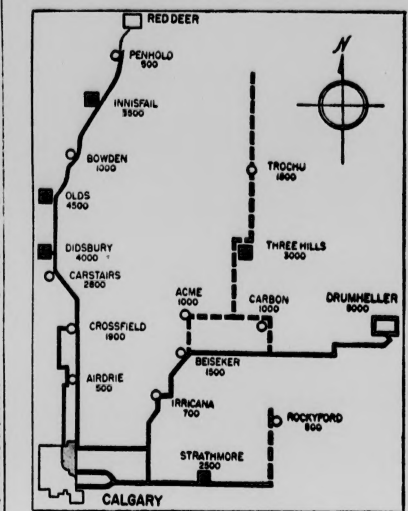 RED DEER
PENHOLD
500
N
INNISFAIL
3500
BOWDEN
1000
TROCHU
1800
OLDS
4500
DIDSBURY
4000
THREE HILLS
3000
CARSTAIRS
2800
ACME
1000
CARBON
1000
DRUMHELLER
8000
CROSSFIELD
1900
BEISEKER
1500
AIRDRIE
500
IRRICANA
700
ROCKYFORD
800
STRATHMORE
2500
CALGARY